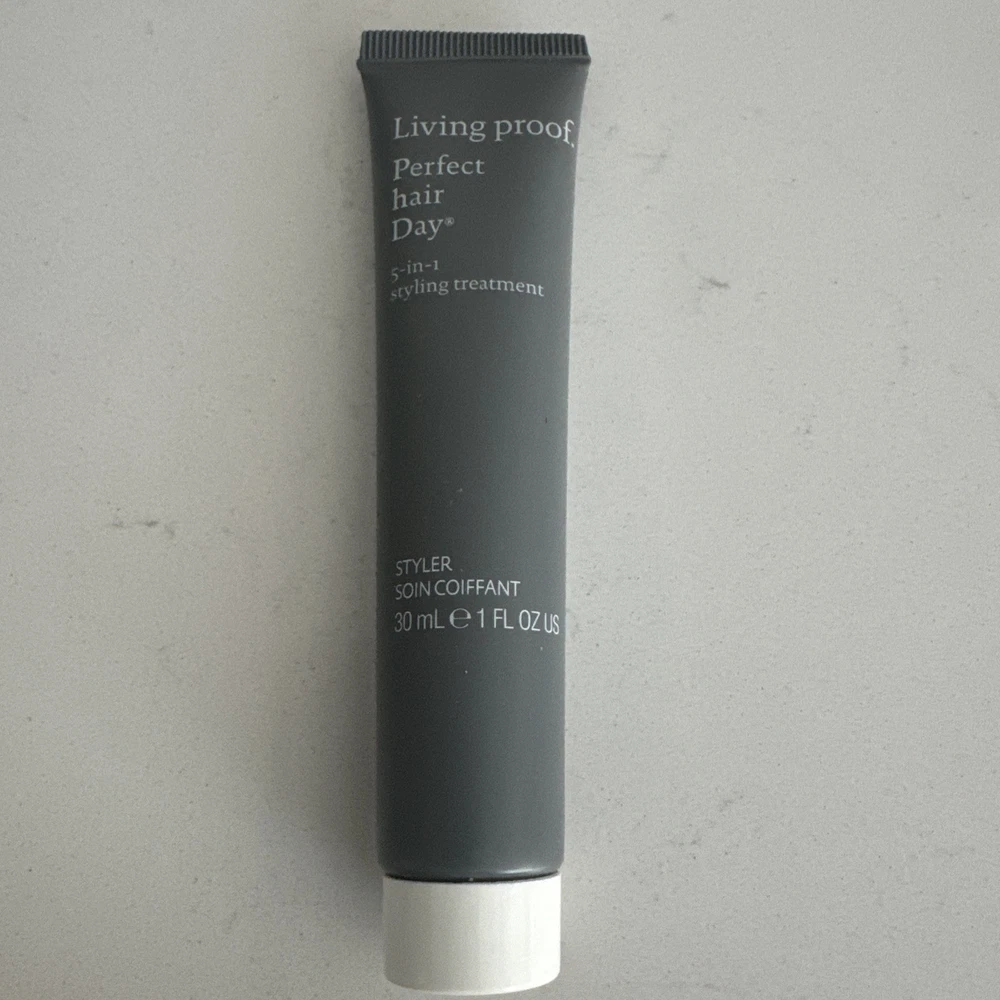 Living proof.
Perfect
hair
Day®
5-in-1
styling treatment
STYLER
SOIN COIFFANT
30 mL ℮ 1 FL OZ US